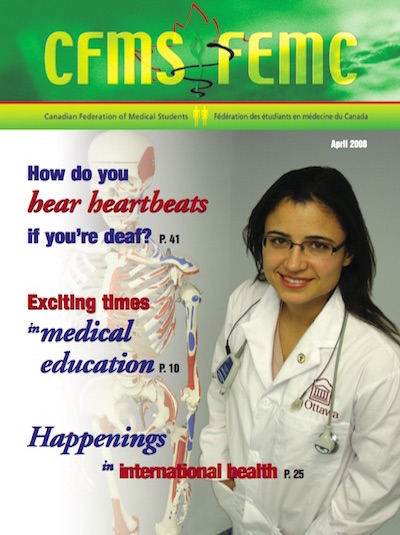 CFMS FEMC
Canadian Federation of Medical Students Fédération des étudiants en médecine du Canada
April 2008
How do you
hear heartbeats
if you're deaf? P. 41
Exciting times
in medical
education P. 10
uOttawa
Happenings
in international health P. 25